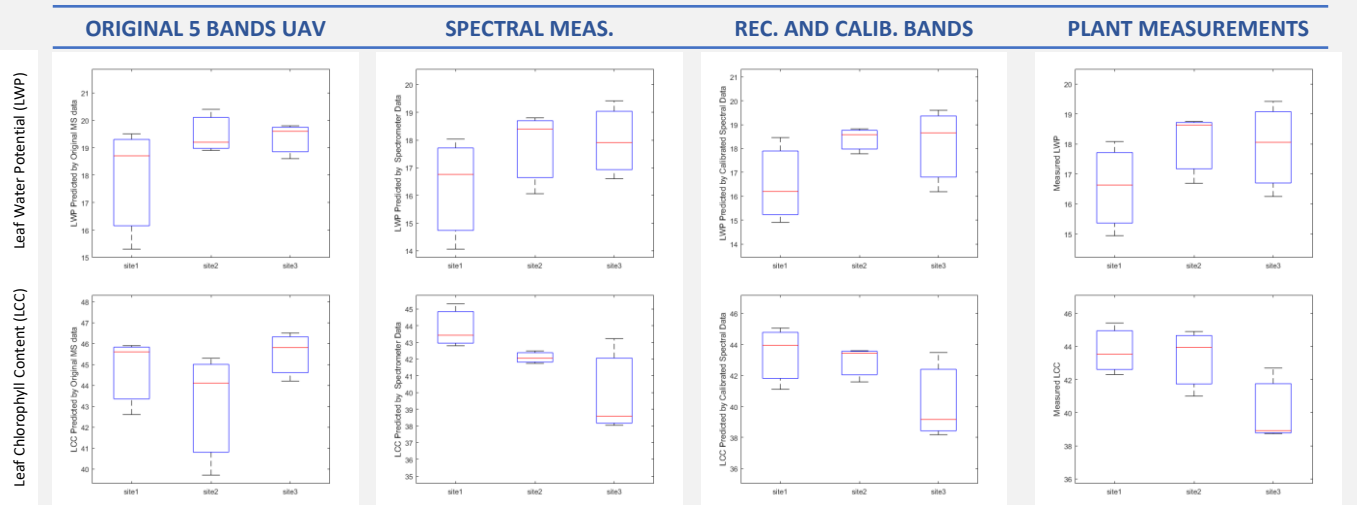 ORIGINAL 5 BANDS UAV
SPECTRAL MEAS.
REC. AND CALIB. BANDS
PLANT MEASUREMENTS
Leaf Water Potential (LWP)
LWP Predicted by Original MS data
21
20
19
18
17
16
15
site1
site2
site3
LWP Predicted by Spectrometer Data
20
19
18
17
16
15
14
site1
site2
site3
LWP Predicted by Calibrated Spectral Data
21
20
19
18
17
16
15
14
site1
site2
site3
Measured LWP
20
19
18
17
16
15
site1
site2
site3
Leaf Chlorophyll Content (LCC)
LCC Predicted by Original MS data
48
47
46
45
44
43
42
41
40
site1
site2
site3
LCC Predicted by Spectrometer Data
45
44
43
42
41
40
39
38
37
36
35
site1
site2
site3
LCC Predicted by Calibrated Spectral Data
46
44
42
40
38
36
site1
site2
site3
Measured LCC
46
44
42
40
38
36
site1
site2
site3